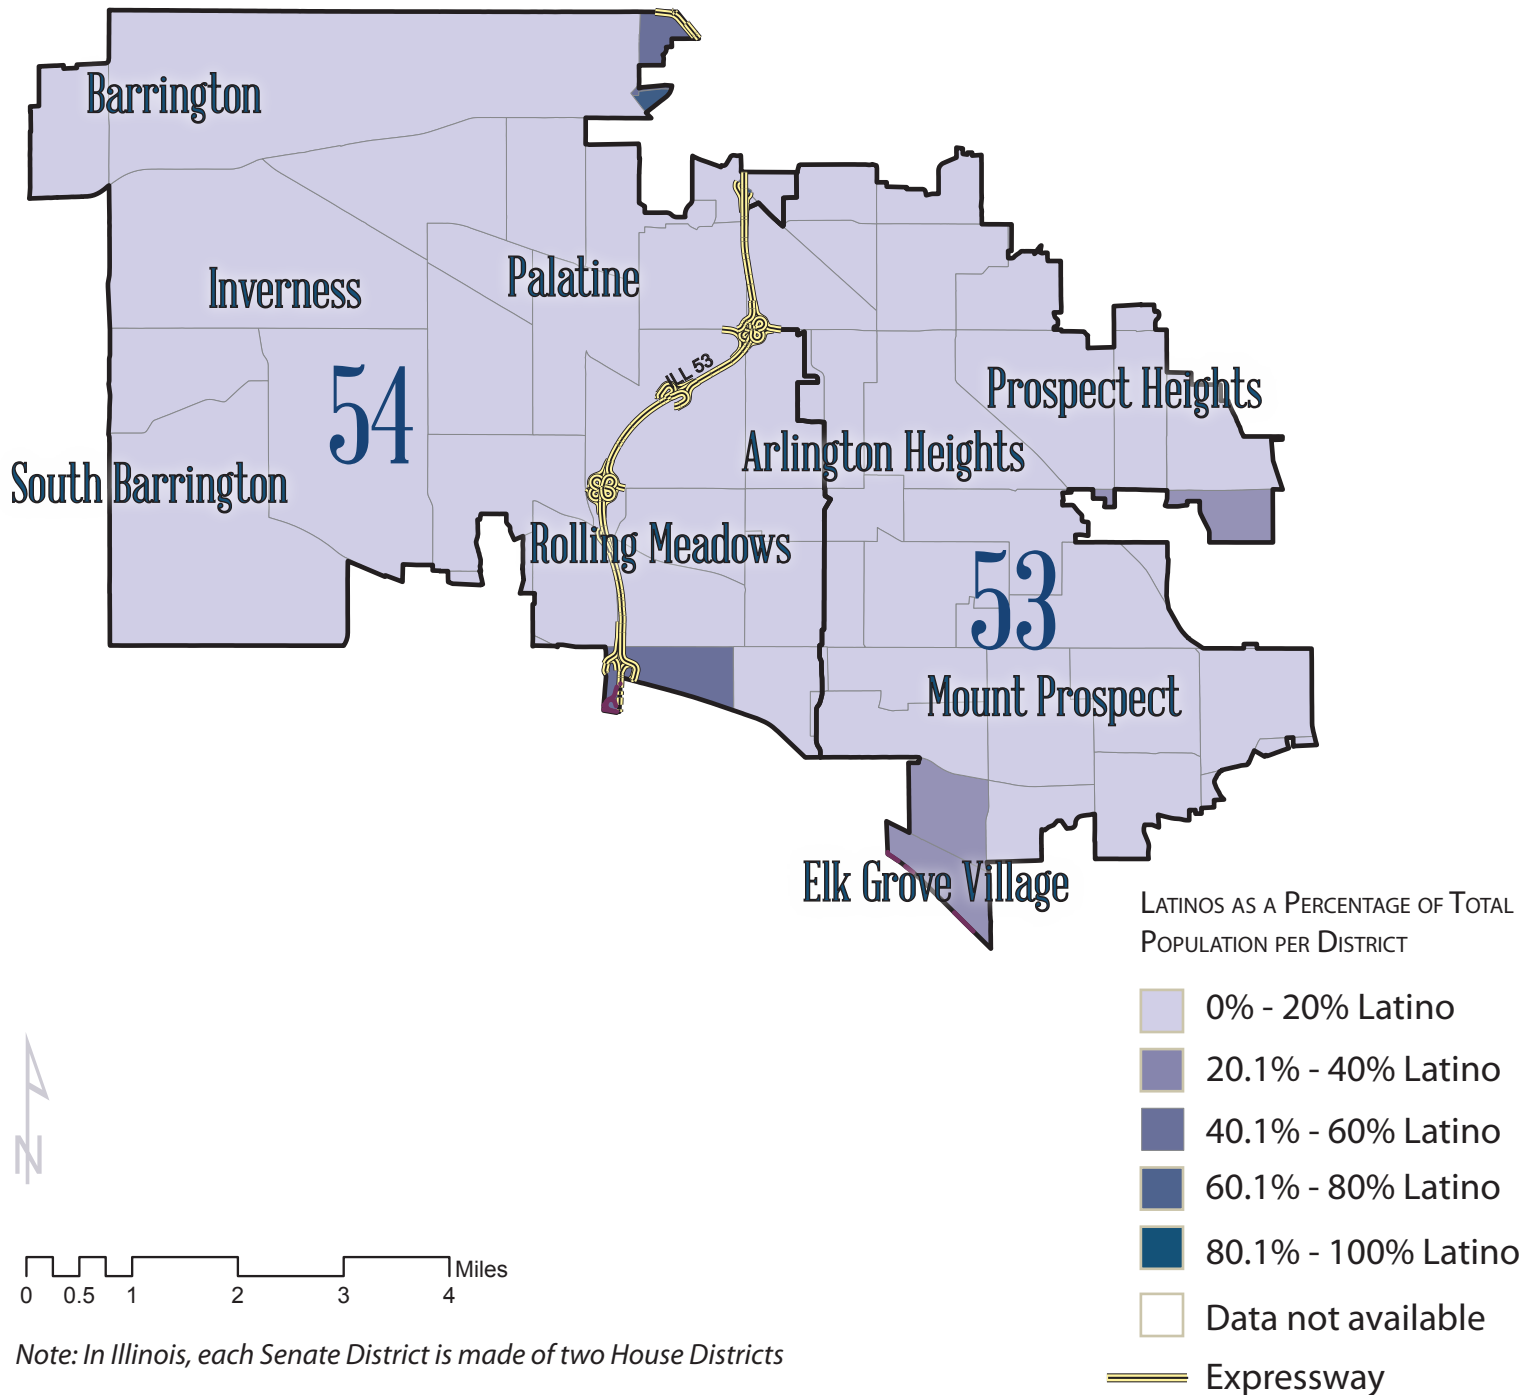 Barrington
Inverness
Palatine
ILL 53
54
Prospect Heights
Arlington Heights
South Barrington
Rolling Meadows
53
Mount Prospect
Elk Grove Village
LATINOS AS A PERCENTAGE OF TOTAL
POPULATION PER DISTRICT
0% - 20% Latino
20.1% - 40% Latino
40.1% - 60% Latino
60.1% - 80% Latino
80.1% - 100% Latino
Data not available
Expressway
N
Miles
0 0.5 1 2 3 4
Note: In Illinois, each Senate District is made of two House Districts